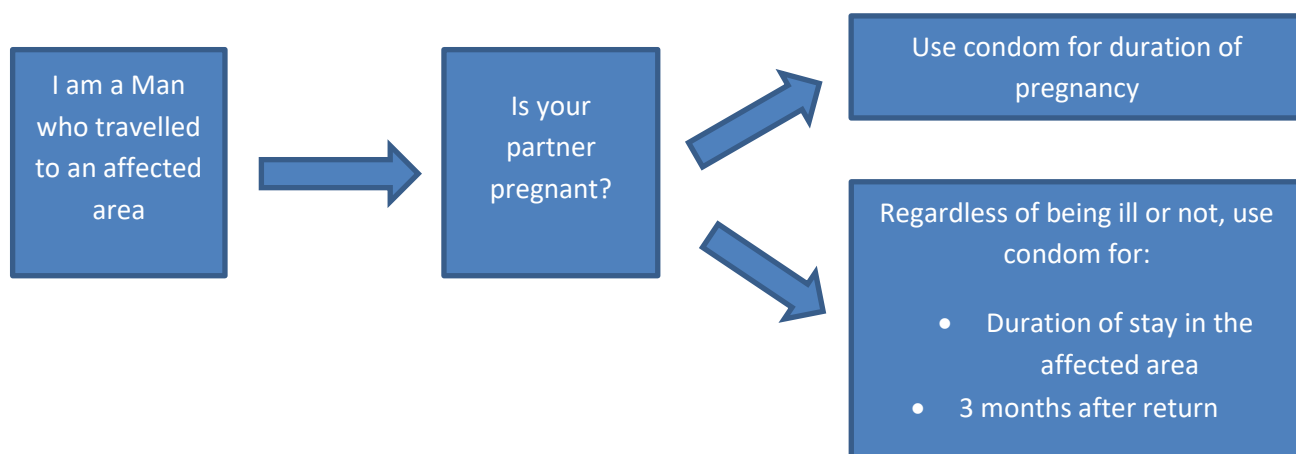 I am a Man
who travelled
to an affected
area
Is your
partner
pregnant?
Use condom for duration of
pregnancy
Regardless of being ill or not, use
condom for:
• Duration of stay in the
affected area
• 3 months after return